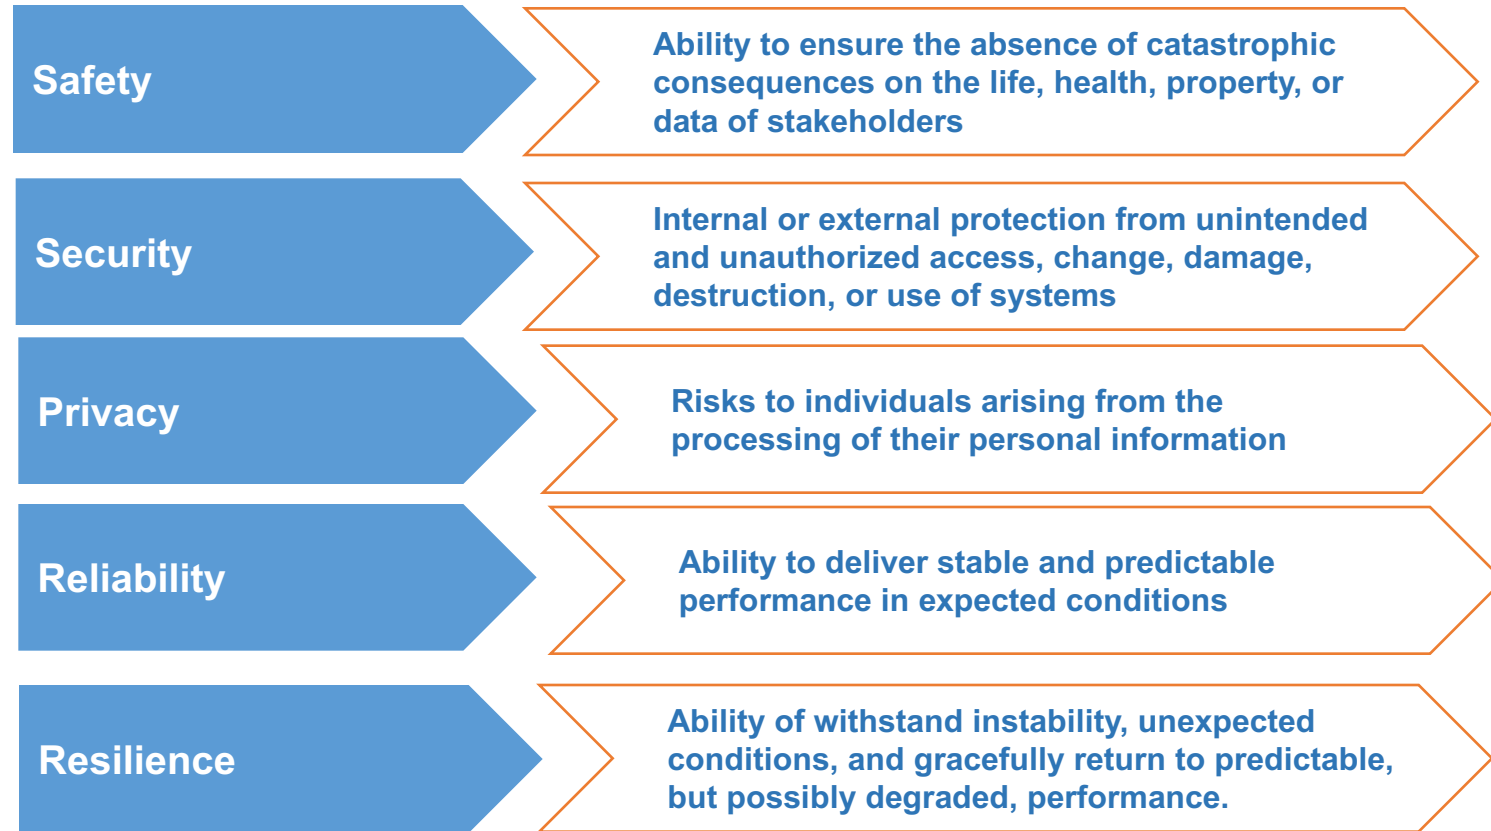 Safety
Ability to ensure the absence of catastrophic
consequences on the life, health, property, or
data of stakeholders
Security
Internal or external protection from unintended
and unauthorized access, change, damage,
destruction, or use of systems
Privacy
Risks to individuals arising from the
processing of their personal information
Reliability
Ability to deliver stable and predictable
performance in expected conditions
Resilience
Ability of withstand instability, unexpected
conditions, and gracefully return to predictable,
but possibly degraded, performance.